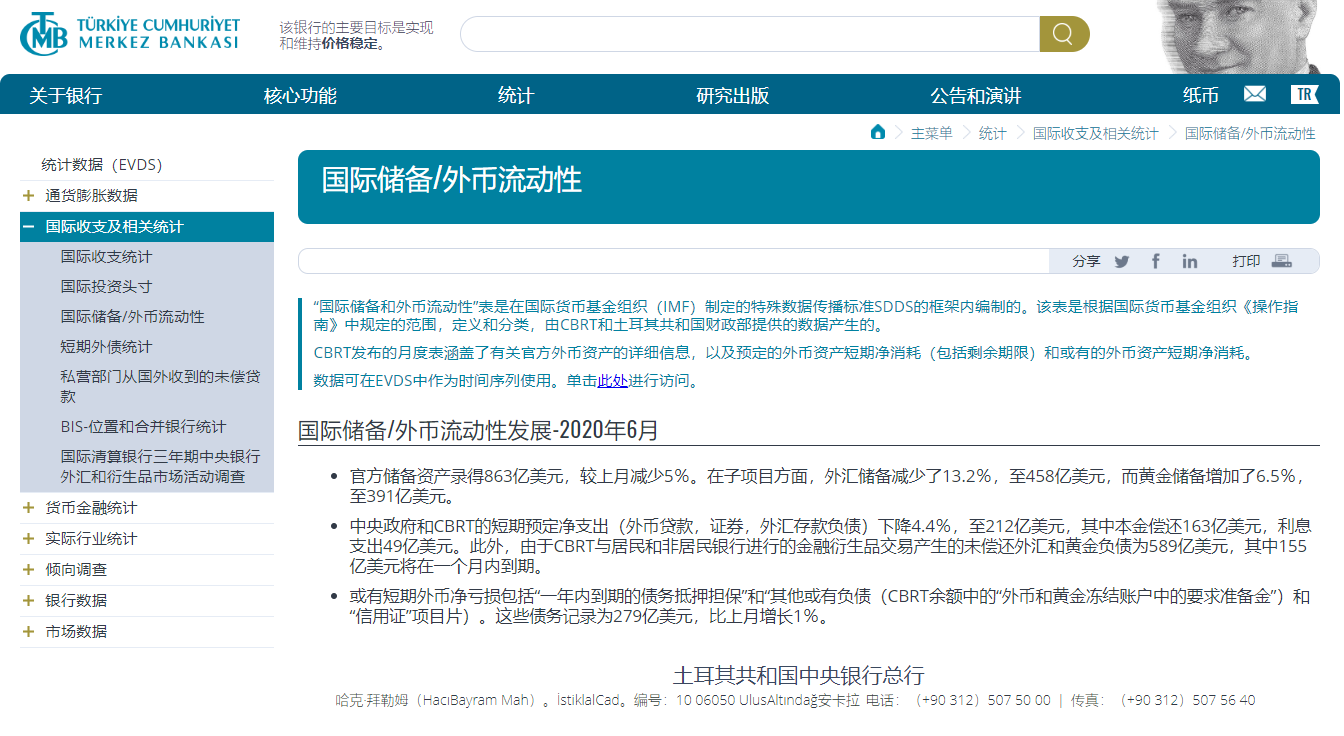 TÜRKİYE CUMHURİYET
MERKEZ BANKASI
TCMB
该银行的主要目标是实现
和维持价格稳定。
关于银行
核心功能
统计
研究出版
公告和演讲
纸币
TR
主菜单
统计
国际收支及相关统计
国际储备/外币流动性
统计数据（EVDS）
+ 通货膨胀数据
− 国际收支及相关统计
国际收支统计
国际投资头寸
国际储备/外币流动性
短期外债统计
私营部门从国外收到的未偿贷
款
BIS-位置和合并银行统计
国际清算银行三年期中央银行
外汇和衍生品市场活动调查
+ 货币金融统计
+ 实际行业统计
+ 倾向调查
+ 银行数据
+ 市场数据
国际储备/外币流动性
分享
打印
“国际储备和外币流动性”表是在国际货币基金组织（IMF）制定的特殊数据传播标准SDDS的框架内编制的。该表是根据国际货币基金组织《操作指
南》中规定的范围，定义和分类，由CBRT和土耳其共和国财政部提供的数据产生的。
CBRT发布的月度表涵盖了有关官方外币资产的详细信息，以及预定的外币资产短期净消耗（包括剩余期限）和或有的外币资产短期净消耗。
数据可在EVDS中作为时间序列使用。单击此处进行访问。
国际储备/外币流动性发展-2020年6月
• 官方储备资产录得863亿美元，较上月减少5%。在子项目方面，外汇储备减少了13.2%，至458亿美元，而黄金储备增加了6.5%，
至391亿美元。
• 中央政府和CBRT的短期预定净支出（外币贷款，证券，外汇存款负债）下降4.4%，至212亿美元，其中本金偿还163亿美元，利息
支出49亿美元。此外，由于CBRT与居民和非居民银行进行的金融衍生品交易产生的未偿还外汇和黄金负债为589亿美元，其中155
亿美元将在一个月内到期。
• 或有短期外币净亏损包括“一年内到期的债务抵押担保”和“其他或有负债（CBRT余额中的“外币和黄金冻结账户中的要求准备金”）和
“信用证”项目片）。这些债务记录为279亿美元，比上月增长1%。
土耳其共和国中央银行总行
哈克·拜勒姆（HacıBayram Mah）。İstiklalCad。编号：10 06050 UlusAltındağ安卡拉 电话：（+90 312）507 50 00 | 传真：（+90 312）507 56 40